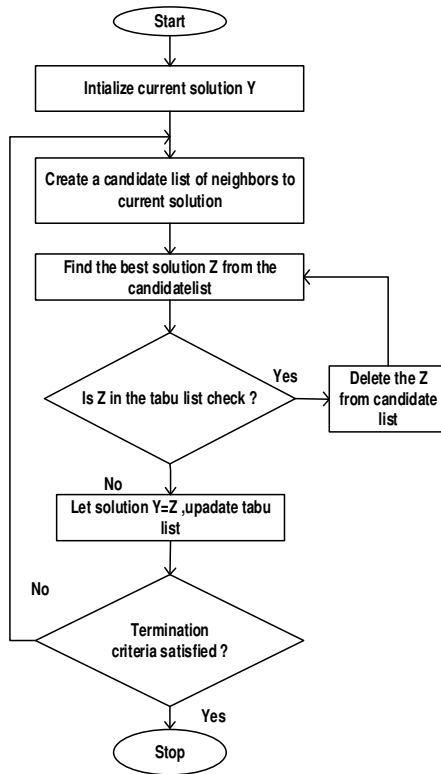 Start
Intialize current solution Y
Create a candidate list of neighbors to
current solution
Find the best solution Z from the
candidatelist
Is Z in the tabu list check ?
Yes
Delete the Z
from candidate
list
No
Let solution Y=Z ,upadate tabu
list
No
Termination
criteria satisfied ?
Yes
Stop